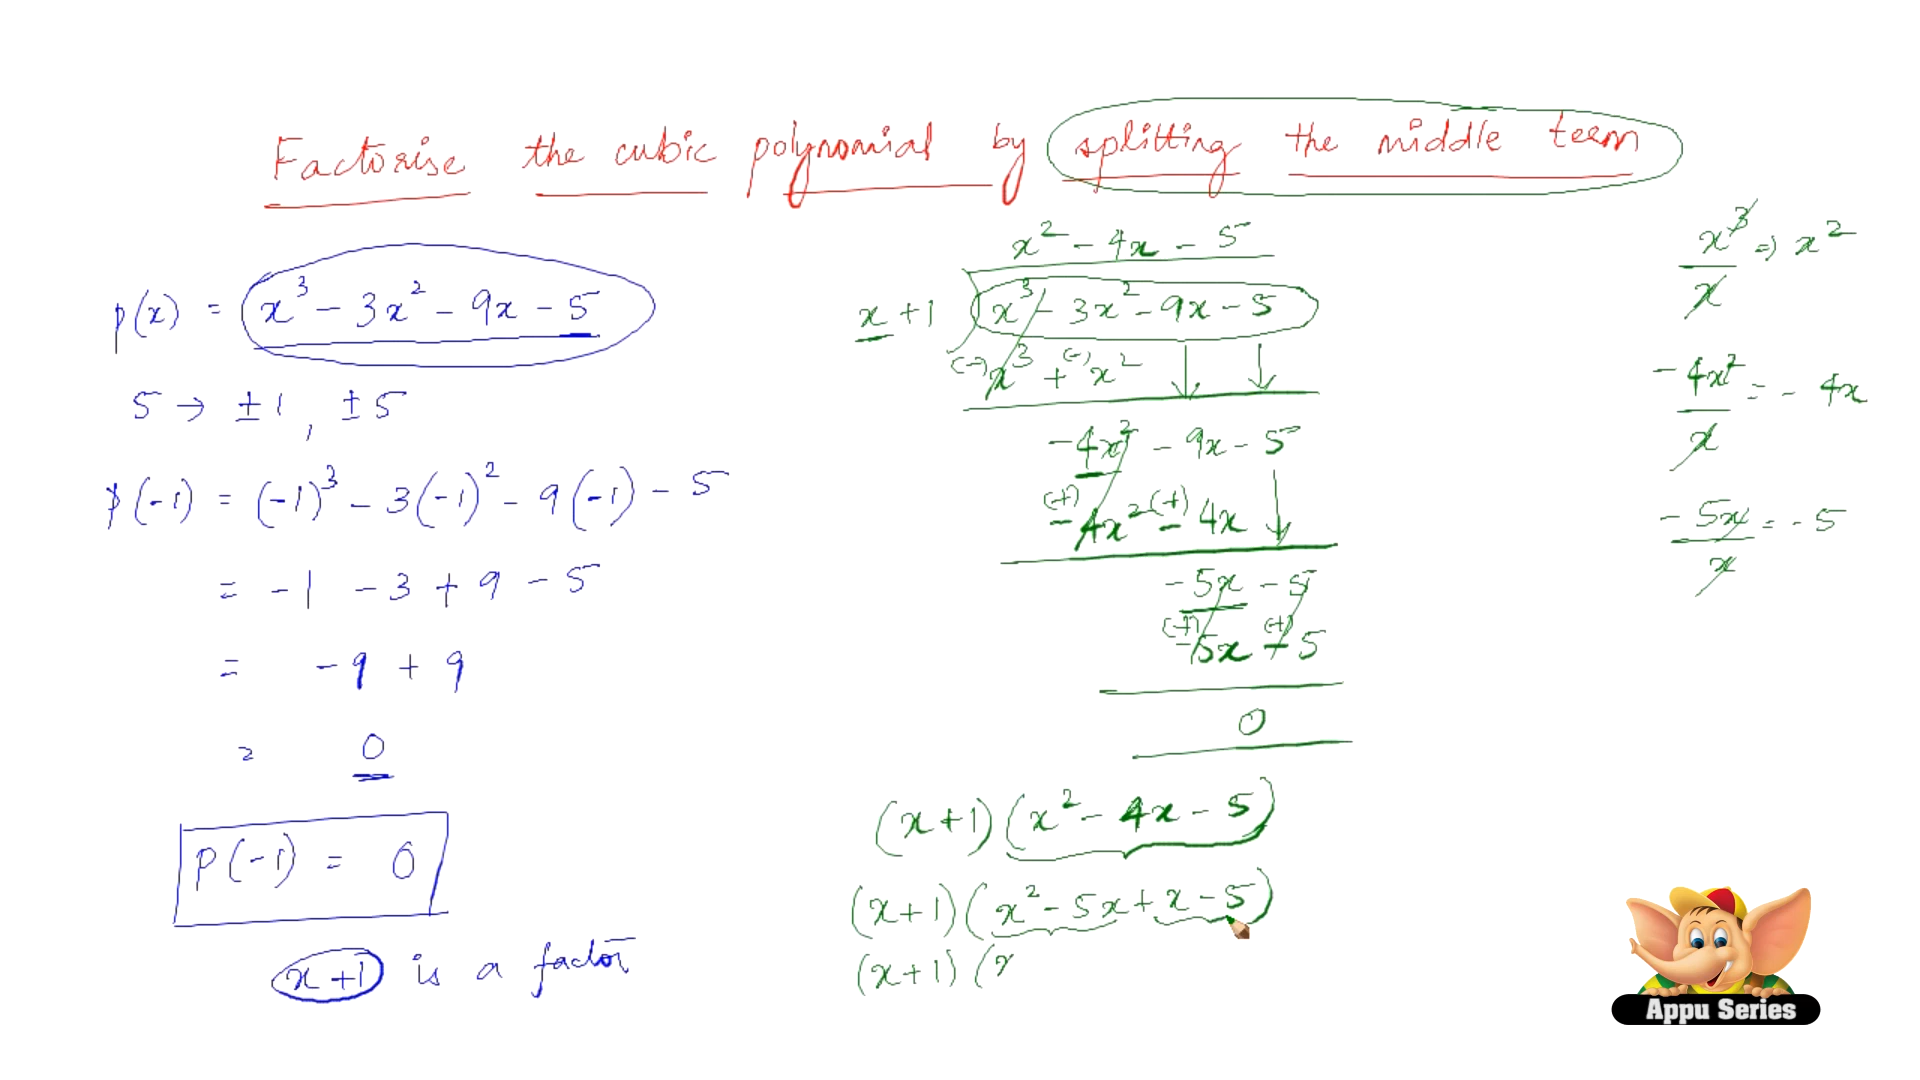 Factorise the cubic polynomial by splitting the middle term
p(x) = x³ - 3x² - 9x - 5
5 → ±1, ±5
p(-1) = (-1)³ - 3(-1)² - 9(-1) - 5
= -1 - 3 + 9 - 5
= -9 + 9
= 0
p(-1) = 0
x+1 is a factor
x² - 4x - 5
x+1 x³ - 3x² - 9x - 5
(-)x³ +(-) x²
-4x² - 9x - 5
(+) (+)
-4x² - 4x
-5x - 5
(+) (+)
-5x - 5
0
(x+1)(x² - 4x - 5)
(x+1)(x² - 5x + x - 5)
(x+1)(x
x³/x ⇒ x²
-4x²/x = -4x
-5x/x = -5
Appu Series